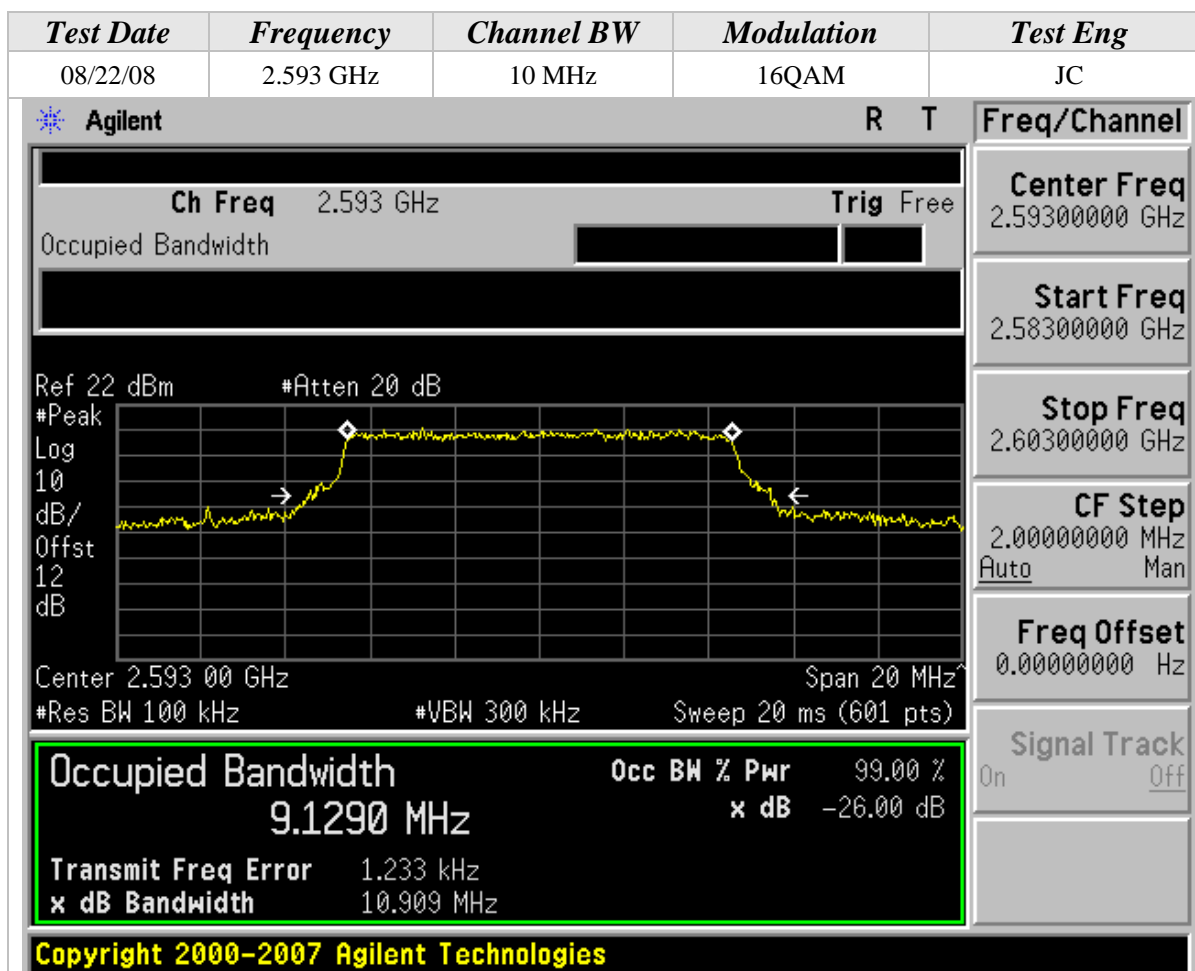 Test Date Frequency Channel BW Modulation Test Eng
08/22/08 2.593 GHz 10 MHz 16QAM JC
Agilent R T Freq/Channel
Ch Freq 2.593 GHz Trig Free
Occupied Bandwidth
Center Freq
2.59300000 GHz
Start Freq
2.58300000 GHz
Stop Freq
2.60300000 GHz
CF Step
2.00000000 MHz
Auto Man
Freq Offset
0.00000000 Hz
Signal Track
On Off
Ref 22 dBm #Atten 20 dB
#Peak
Log
10
dB/
Offst
12
dB
Center 2.593 00 GHz Span 20 MHz^
#Res BW 100 kHz #VBW 300 kHz Sweep 20 ms (601 pts)
Occupied Bandwidth Occ BW % Pwr 99.00 %
9.1290 MHz x dB -26.00 dB
Transmit Freq Error 1.233 kHz
x dB Bandwidth 10.909 MHz
Copyright 2000-2007 Agilent Technologies